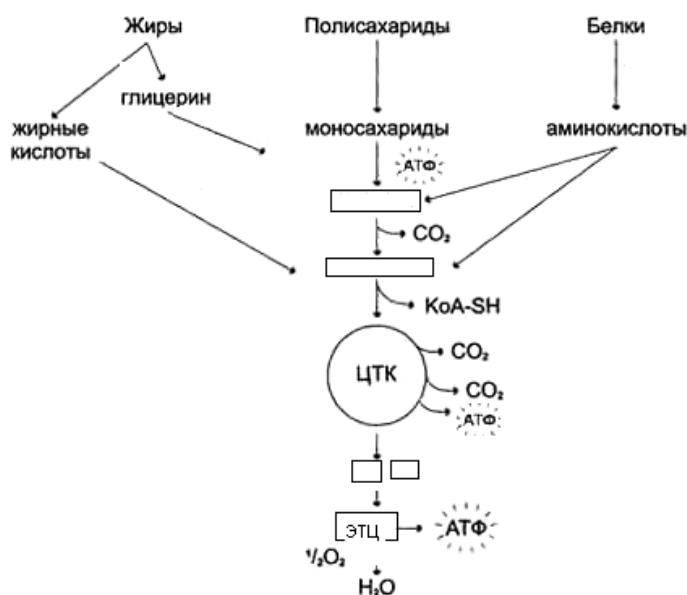 Жиры
Полисахариды
Белки
глицерин
жирные
кислоты
моносахариды
аминокислоты
АТФ
CO₂
KoA-SH
ЦТК
CO₂
CO₂
АТФ
ЭТЦ
АТФ
½O₂
H₂O